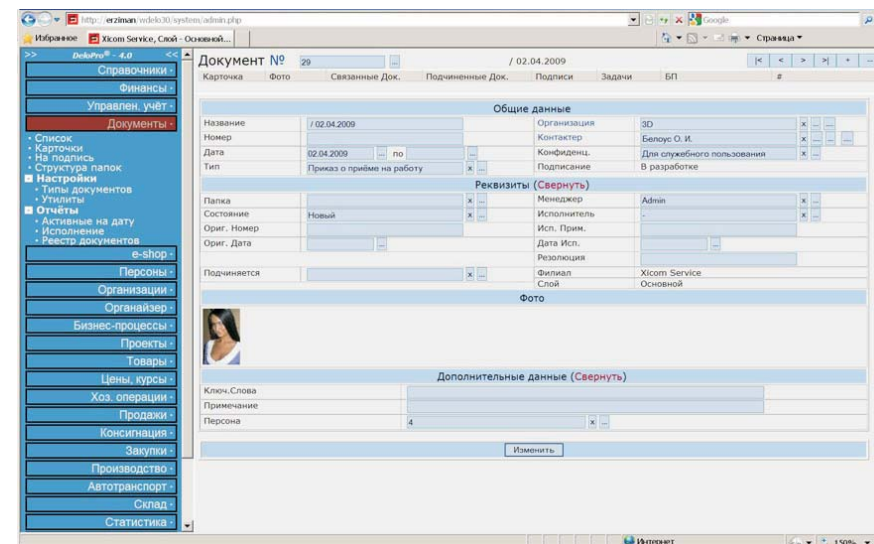 http://erziman/wdelo30/system/admin.php
Google
Избранное
Xicom Service, Слой - Основной...
Страница
>> DeloPro® - 4.0 <<
Справочники
Финансы
Управлен. учёт
Документы
Список
Карточки
На подпись
Структура папок
Настройки
Типы документов
Утилиты
Отчёты
Активные на дату
Исполнение
Реестр документов
e-shop
Персоны
Организации
Органайзер
Бизнес-процессы
Проекты
Товары
Цены, курсы
Хоз. операции
Продажи
Консигнация
Закупки
Производство
Автотранспорт
Склад
Статистика
Документ № 29 ... / 02.04.2009 |< < > >| + --
Карточка Фото Связанные Док. Подчиненные Док. Подписи Задачи БП #
Общие данные
Название / 02.04.2009 Организация 3D x ... ...
Номер Контактер Белоус О. И. x ... ... ...
Дата 02.04.2009 ... по ... Конфиденц. Для служебного пользования x ...
Тип Приказ о приёме на работу x ... Подписание В разработке
Реквизиты (Свернуть)
Папка x ... Менеджер Admin x ...
Состояние Новый x ... Исполнитель - x ...
Ориг. Номер Исп. Прим.
Ориг. Дата ... Дата Исп. ...
Резолюция
Подчиняется x ... Филиал Xicom Service
Слой Основной
Фото
Дополнительные данные (Свернуть)
Ключ.Слова
Примечание
Персона 4 x ...
Изменить
Интернет 150%